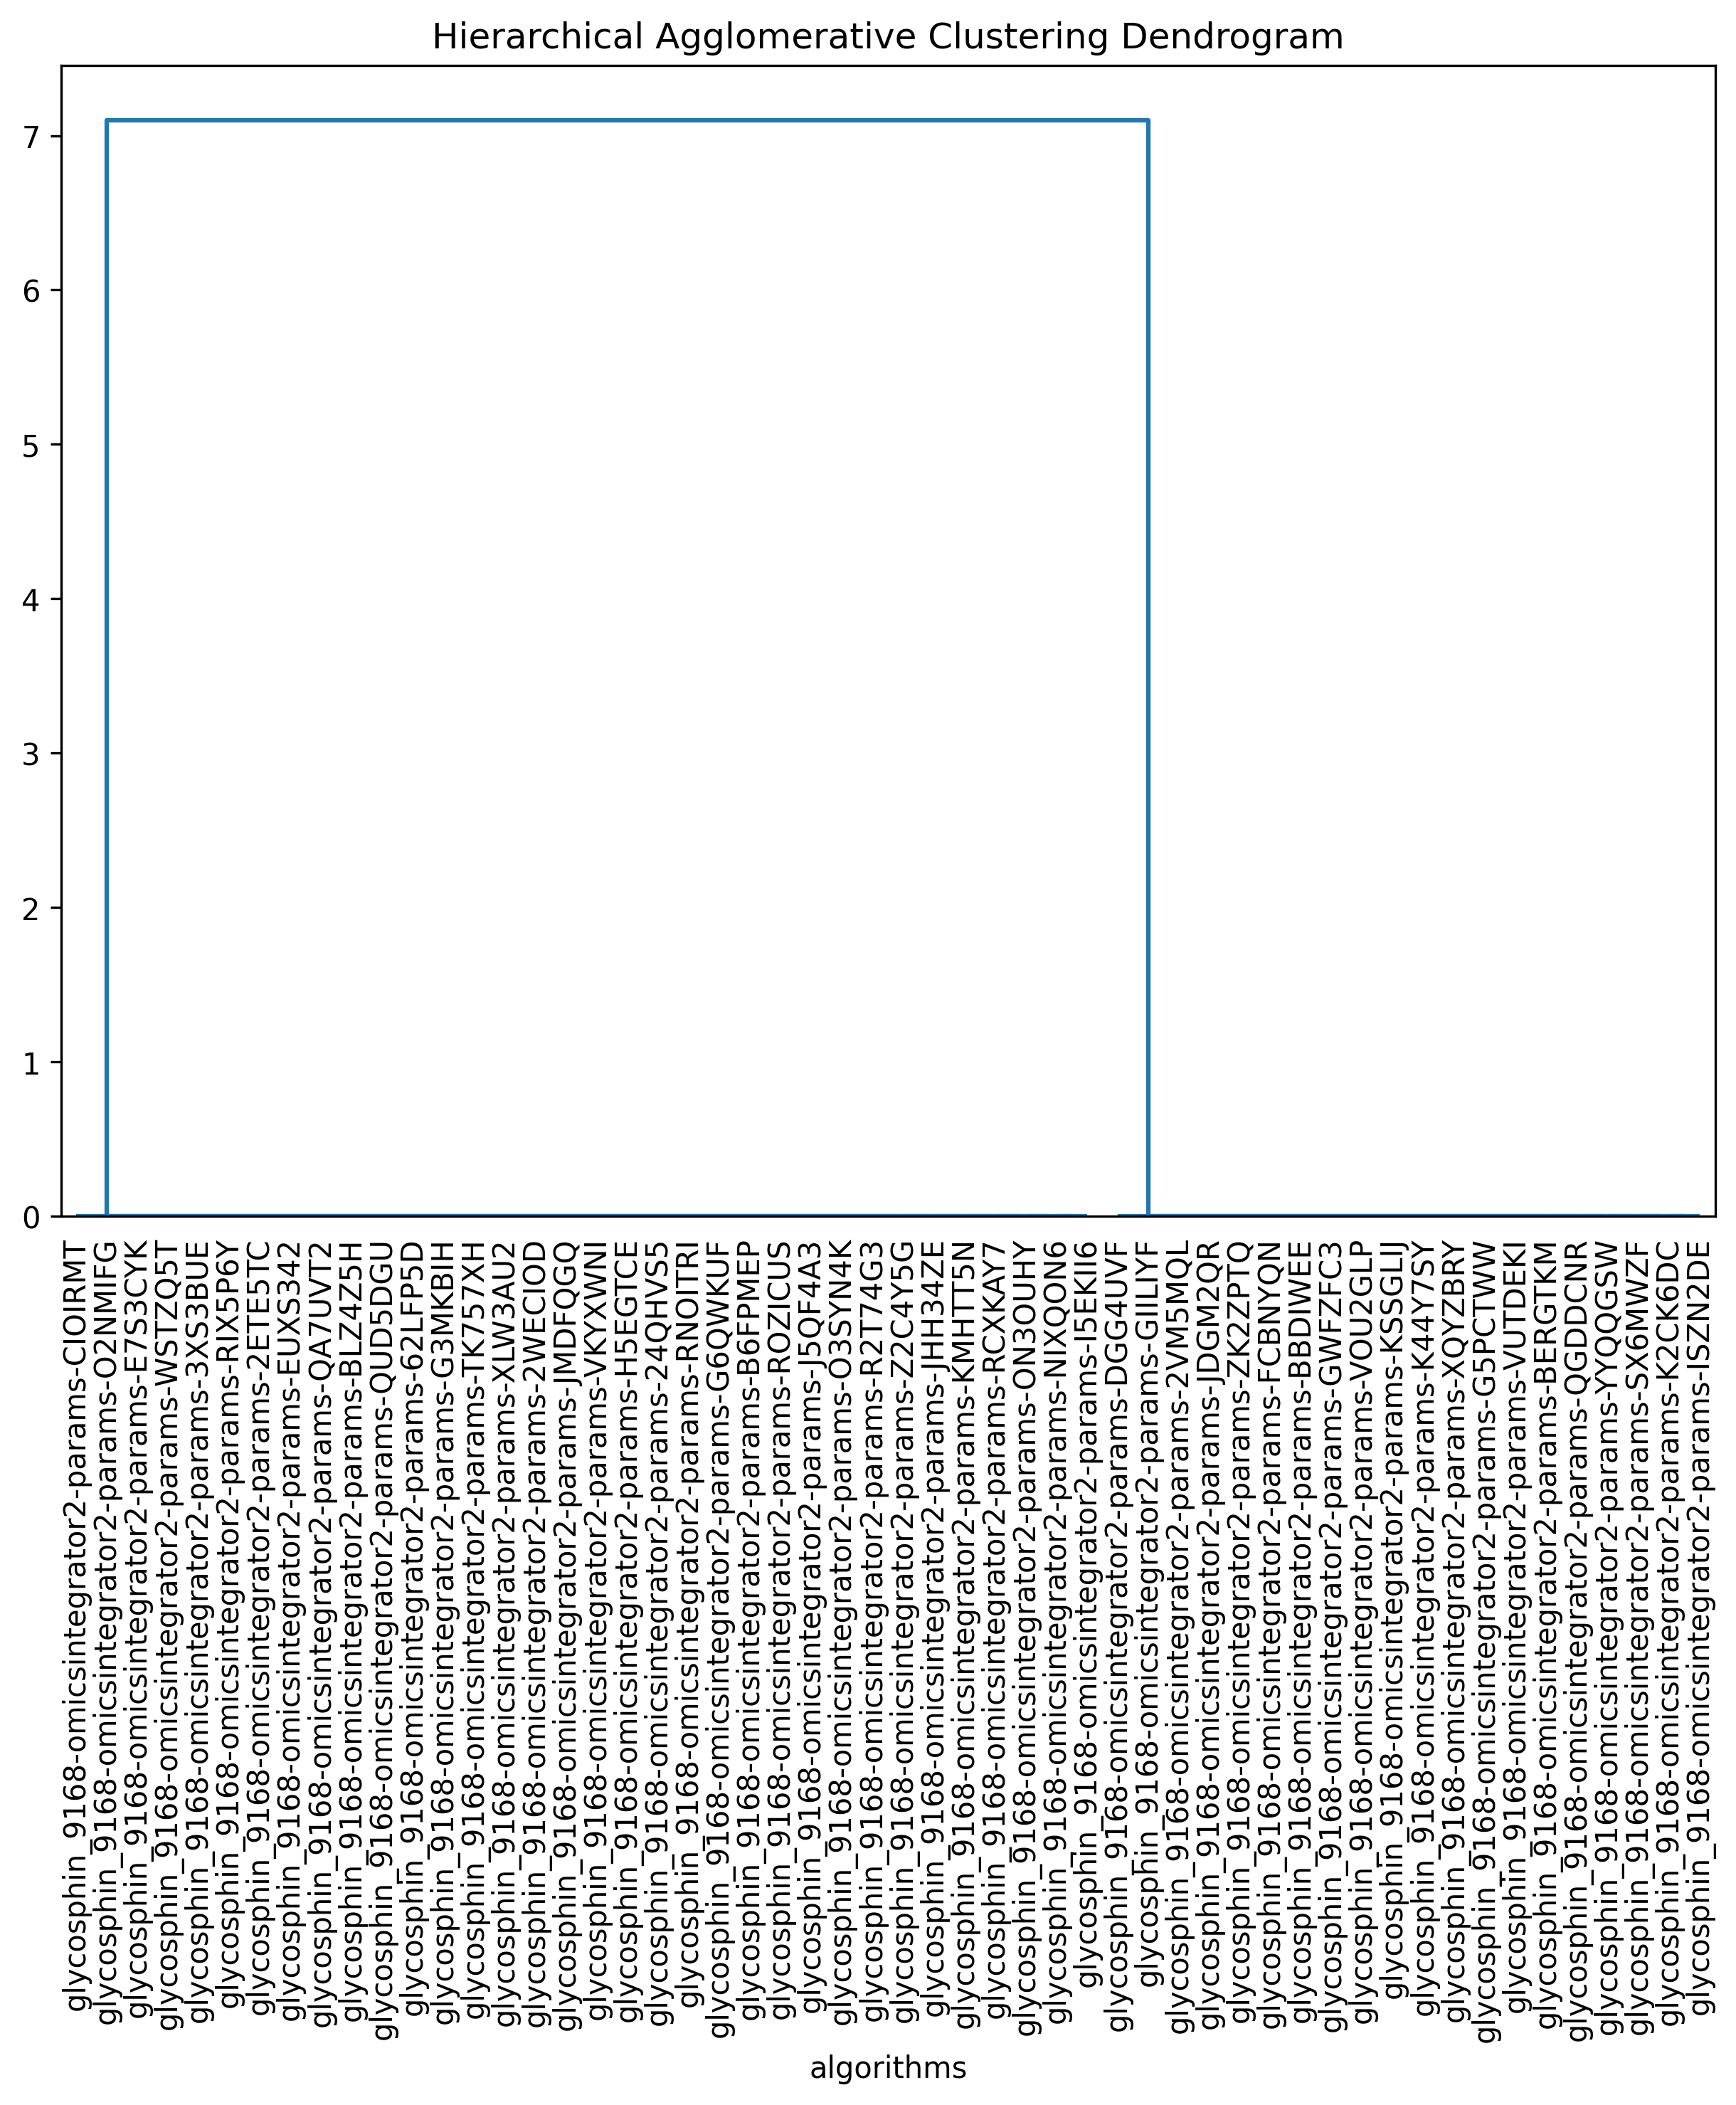 Hierarchical Agglomerative Clustering Dendrogram
7
6
5
4
3
2
1
0
glycosphin_9168-omicsintegrator2-params-CIOIRMT
glycosphin_9168-omicsintegrator2-params-O2NMIFG
glycosphin_9168-omicsintegrator2-params-E7S3CYK
glycosphin_9168-omicsintegrator2-params-WSTZQ5T
glycosphin_9168-omicsintegrator2-params-3XS3BUE
glycosphin_9168-omicsintegrator2-params-RIX5P6Y
glycosphin_9168-omicsintegrator2-params-2ETE5TC
glycosphin_9168-omicsintegrator2-params-EUXS342
glycosphin_9168-omicsintegrator2-params-QA7UVT2
glycosphin_9168-omicsintegrator2-params-BLZ4Z5H
glycosphin_9168-omicsintegrator2-params-QUD5DGU
glycosphin_9168-omicsintegrator2-params-62LFP5D
glycosphin_9168-omicsintegrator2-params-G3MKBIH
glycosphin_9168-omicsintegrator2-params-TK757XH
glycosphin_9168-omicsintegrator2-params-XLW3AU2
glycosphin_9168-omicsintegrator2-params-2WECIOD
glycosphin_9168-omicsintegrator2-params-JMDFQGQ
glycosphin_9168-omicsintegrator2-params-VKYXWNI
glycosphin_9168-omicsintegrator2-params-H5EGTCE
glycosphin_9168-omicsintegrator2-params-24QHVS5
glycosphin_9168-omicsintegrator2-params-RNOITRI
glycosphin_9168-omicsintegrator2-params-G6QWKUF
glycosphin_9168-omicsintegrator2-params-B6FPMEP
glycosphin_9168-omicsintegrator2-params-ROZICUS
glycosphin_9168-omicsintegrator2-params-J5QF4A3
glycosphin_9168-omicsintegrator2-params-O3SYN4K
glycosphin_9168-omicsintegrator2-params-R2T74G3
glycosphin_9168-omicsintegrator2-params-Z2C4Y5G
glycosphin_9168-omicsintegrator2-params-JHH34ZE
glycosphin_9168-omicsintegrator2-params-KMHTT5N
glycosphin_9168-omicsintegrator2-params-RCXKAY7
glycosphin_9168-omicsintegrator2-params-ON3OUHY
glycosphin_9168-omicsintegrator2-params-NIXQON6
glycosphin_9168-omicsintegrator2-params-I5EKII6
glycosphin_9168-omicsintegrator2-params-DGG4UVF
glycosphin_9168-omicsintegrator2-params-GIILIYF
glycosphin_9168-omicsintegrator2-params-2VM5MQL
glycosphin_9168-omicsintegrator2-params-JDGM2QR
glycosphin_9168-omicsintegrator2-params-ZK2ZPTQ
glycosphin_9168-omicsintegrator2-params-FCBNYQN
glycosphin_9168-omicsintegrator2-params-BBDIWEE
glycosphin_9168-omicsintegrator2-params-GWFZFC3
glycosphin_9168-omicsintegrator2-params-VOU2GLP
glycosphin_9168-omicsintegrator2-params-KSSGLIJ
glycosphin_9168-omicsintegrator2-params-K44Y7SY
glycosphin_9168-omicsintegrator2-params-XQYZBRY
glycosphin_9168-omicsintegrator2-params-G5PCTWW
glycosphin_9168-omicsintegrator2-params-VUTDEKI
glycosphin_9168-omicsintegrator2-params-BERGTKM
glycosphin_9168-omicsintegrator2-params-QGDDCNR
glycosphin_9168-omicsintegrator2-params-YYQQGSW
glycosphin_9168-omicsintegrator2-params-SX6MWZF
glycosphin_9168-omicsintegrator2-params-K2CK6DC
glycosphin_9168-omicsintegrator2-params-ISZN2DE
algorithms